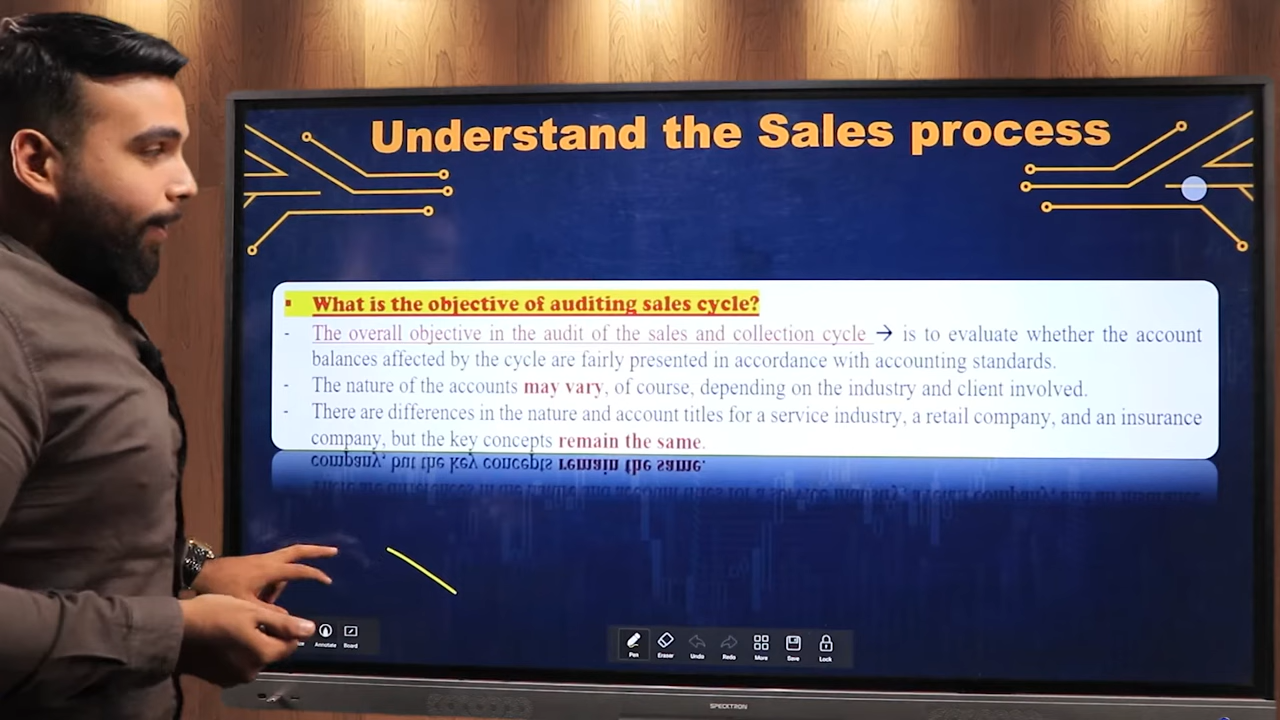 Understand the Sales process
▪ What is the objective of auditing sales cycle?
- The overall objective in the audit of the sales and collection cycle → is to evaluate whether the account
balances affected by the cycle are fairly presented in accordance with accounting standards.
- The nature of the accounts may vary, of course, depending on the industry and client involved.
- There are differences in the nature and account titles for a service industry, a retail company, and an insurance
company, but the key concepts remain the same.
Annotate Board
Pen Eraser Undo Redo More Save Lock
SPECKTRON